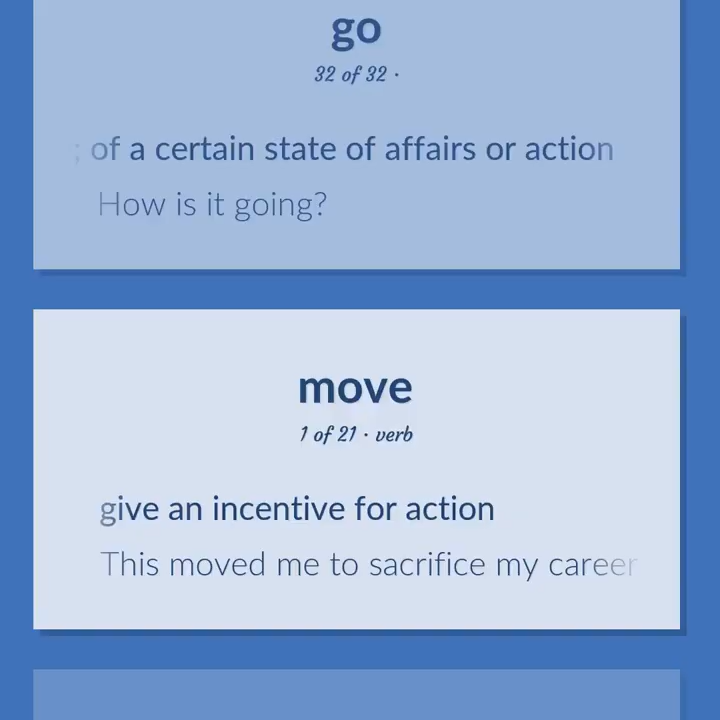 go
32 of 32 ·
; of a certain state of affairs or action
How is it going?
move
1 of 21 · verb
give an incentive for action
This moved me to sacrifice my career